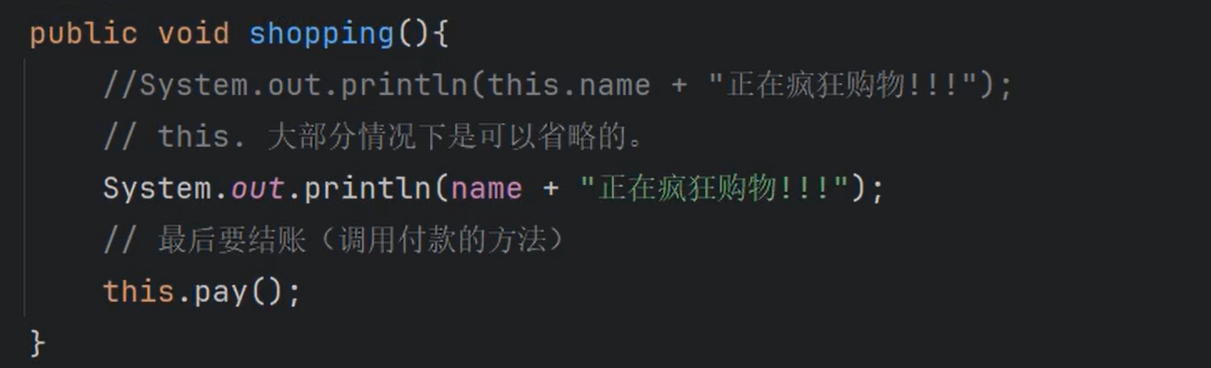 public void shopping(){
//System.out.println(this.name + "正在疯狂购物!!!");
// this. 大部分情况下是可以省略的。
System.out.println(name + "正在疯狂购物!!!");
// 最后要结账（调用付款的方法）
this.pay();
}